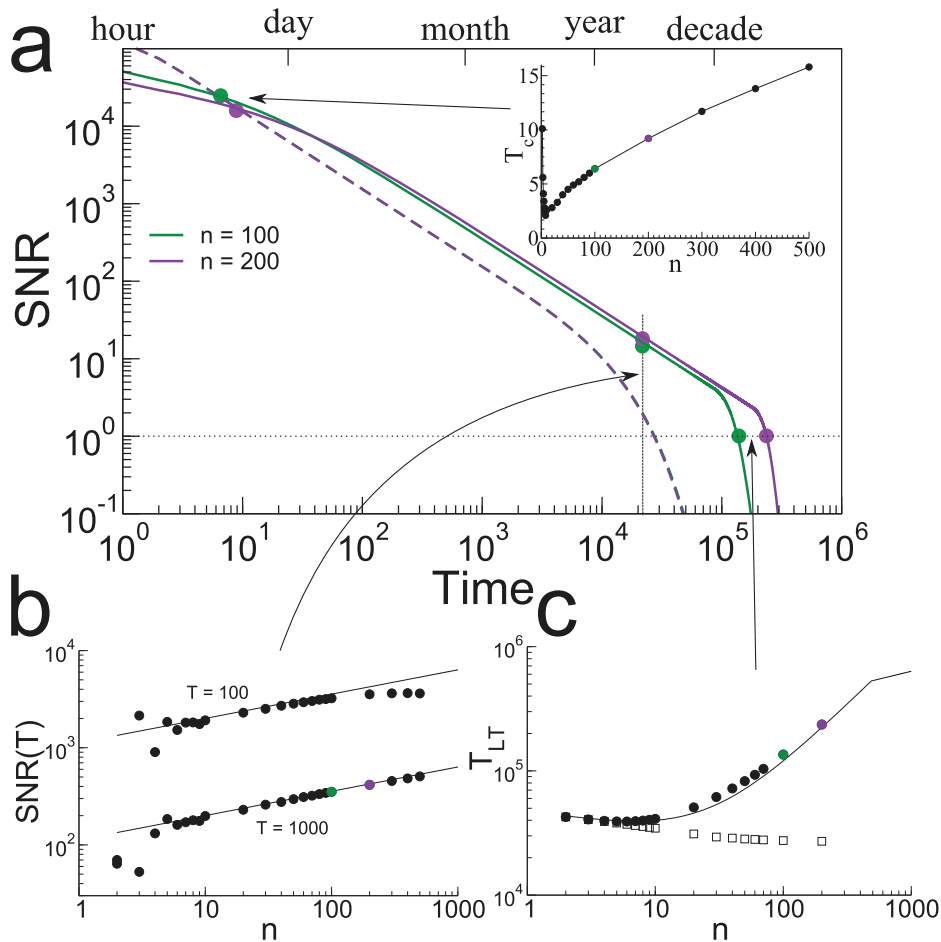 a
hour day month year decade
SNR
10^4
10^3
10^2
10^1
10^0
10^-1
n = 100
n = 200
T_c
15
10
5
0
0 100 200 300 400 500
n
10^0 10^1 10^2 10^3 10^4 10^5 10^6
Time
b
SNR(T)
10^4
10^3
10^2
T = 100
T = 1000
1 10 100 1000
n
c
T_LT
10^6
10^5
10^4
1 10 100 1000
n